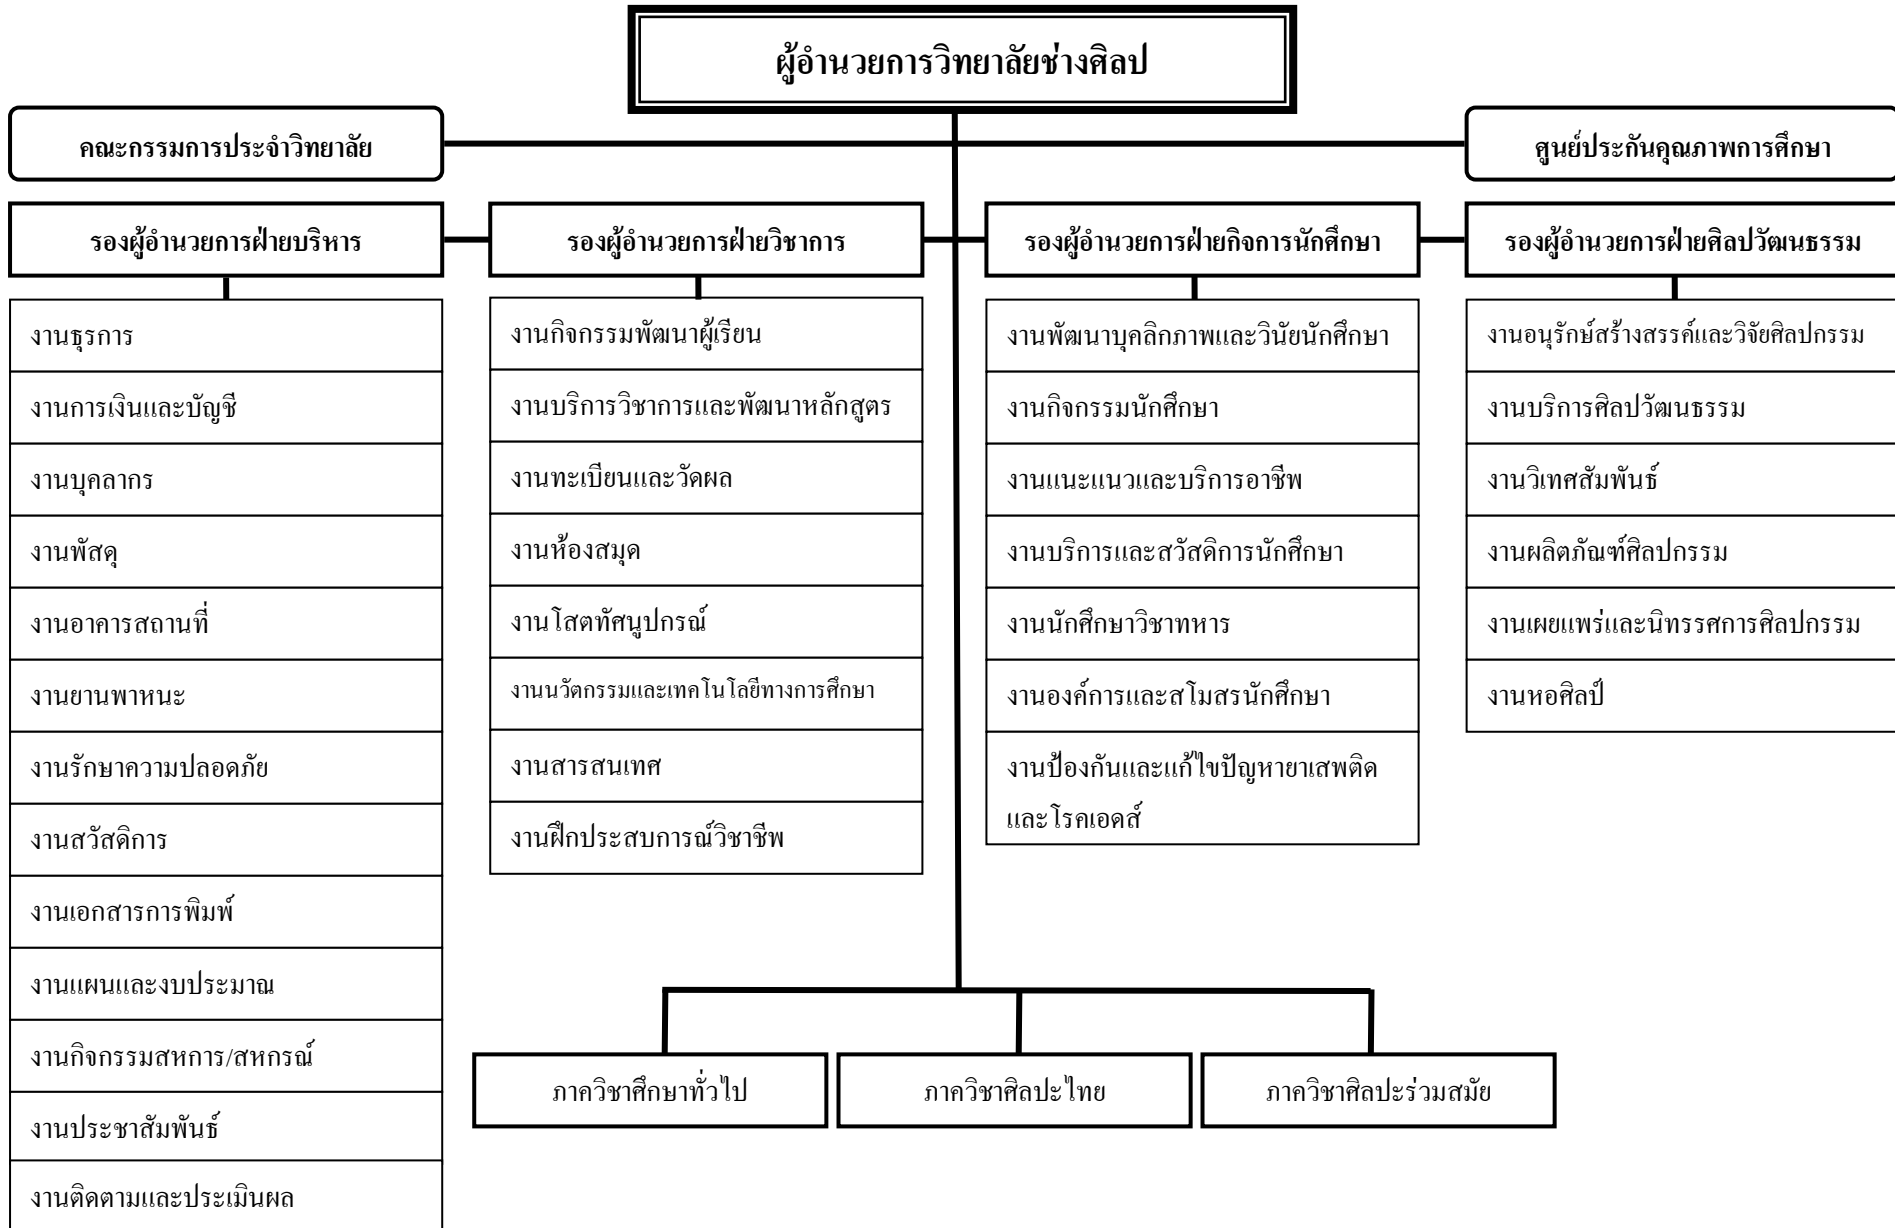 ผู้อำนวยการวิทยาลัยช่างศิลป
คณะกรรมการประจำวิทยาลัย
ศูนย์ประกันคุณภาพการศึกษา
รองผู้อำนวยการฝ่ายบริหาร
งานธุรการ
งานการเงินและบัญชี
งานบุคลากร
งานพัสดุ
งานอาคารสถานที่
งานยานพาหนะ
งานรักษาความปลอดภัย
งานสวัสดิการ
งานเอกสารการพิมพ์
งานแผนและงบประมาณ
งานกิจกรรมสหการ/สหกรณ์
งานประชาสัมพันธ์
งานติดตามและประเมินผล
รองผู้อำนวยการฝ่ายวิชาการ
งานกิจกรรมพัฒนาผู้เรียน
งานบริการวิชาการและพัฒนาหลักสูตร
งานทะเบียนและวัดผล
งานห้องสมุด
งานโสตทัศนูปกรณ์
งานนวัตกรรมและเทคโนโลยีทางการศึกษา
งานสารสนเทศ
งานฝึกประสบการณ์วิชาชีพ
รองผู้อำนวยการฝ่ายกิจการนักศึกษา
งานพัฒนาบุคลิกภาพและวินัยนักศึกษา
งานกิจกรรมนักศึกษา
งานแนะแนวและบริการอาชีพ
งานบริการและสวัสดิการนักศึกษา
งานนักศึกษาวิชาทหาร
งานองค์การและสโมสรนักศึกษา
งานป้องกันและแก้ไขปัญหายาเสพติด
และโรคเอดส์
รองผู้อำนวยการฝ่ายศิลปวัฒนธรรม
งานอนุรักษ์สร้างสรรค์และวิจัยศิลปกรรม
งานบริการศิลปวัฒนธรรม
งานวิเทศสัมพันธ์
งานผลิตภัณฑ์ศิลปกรรม
งานเผยแพร่และนิทรรศการศิลปกรรม
งานหอศิลป์
ภาควิชาศึกษาทั่วไป
ภาควิชาศิลปะไทย
ภาควิชาศิลปะร่วมสมัย